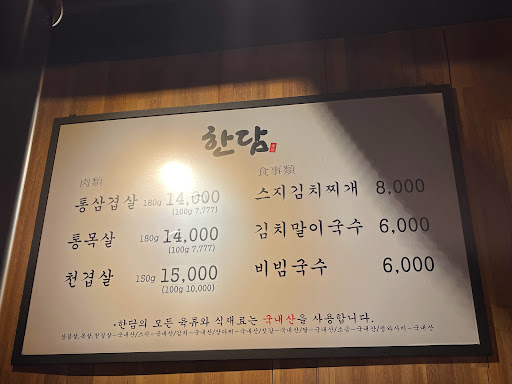 한담
肉類
통삼겹살 180g 14,000
(100g 7,777)
통목살 180g 14,000
(100g 7,777)
천겹살 150g 15,000
(100g 10,000)
食事類
스지김치찌개 8,000
김치말이국수 6,000
비빔국수 6,000
*한담의 모든 육류와 식재료는 국내산을 사용합니다.